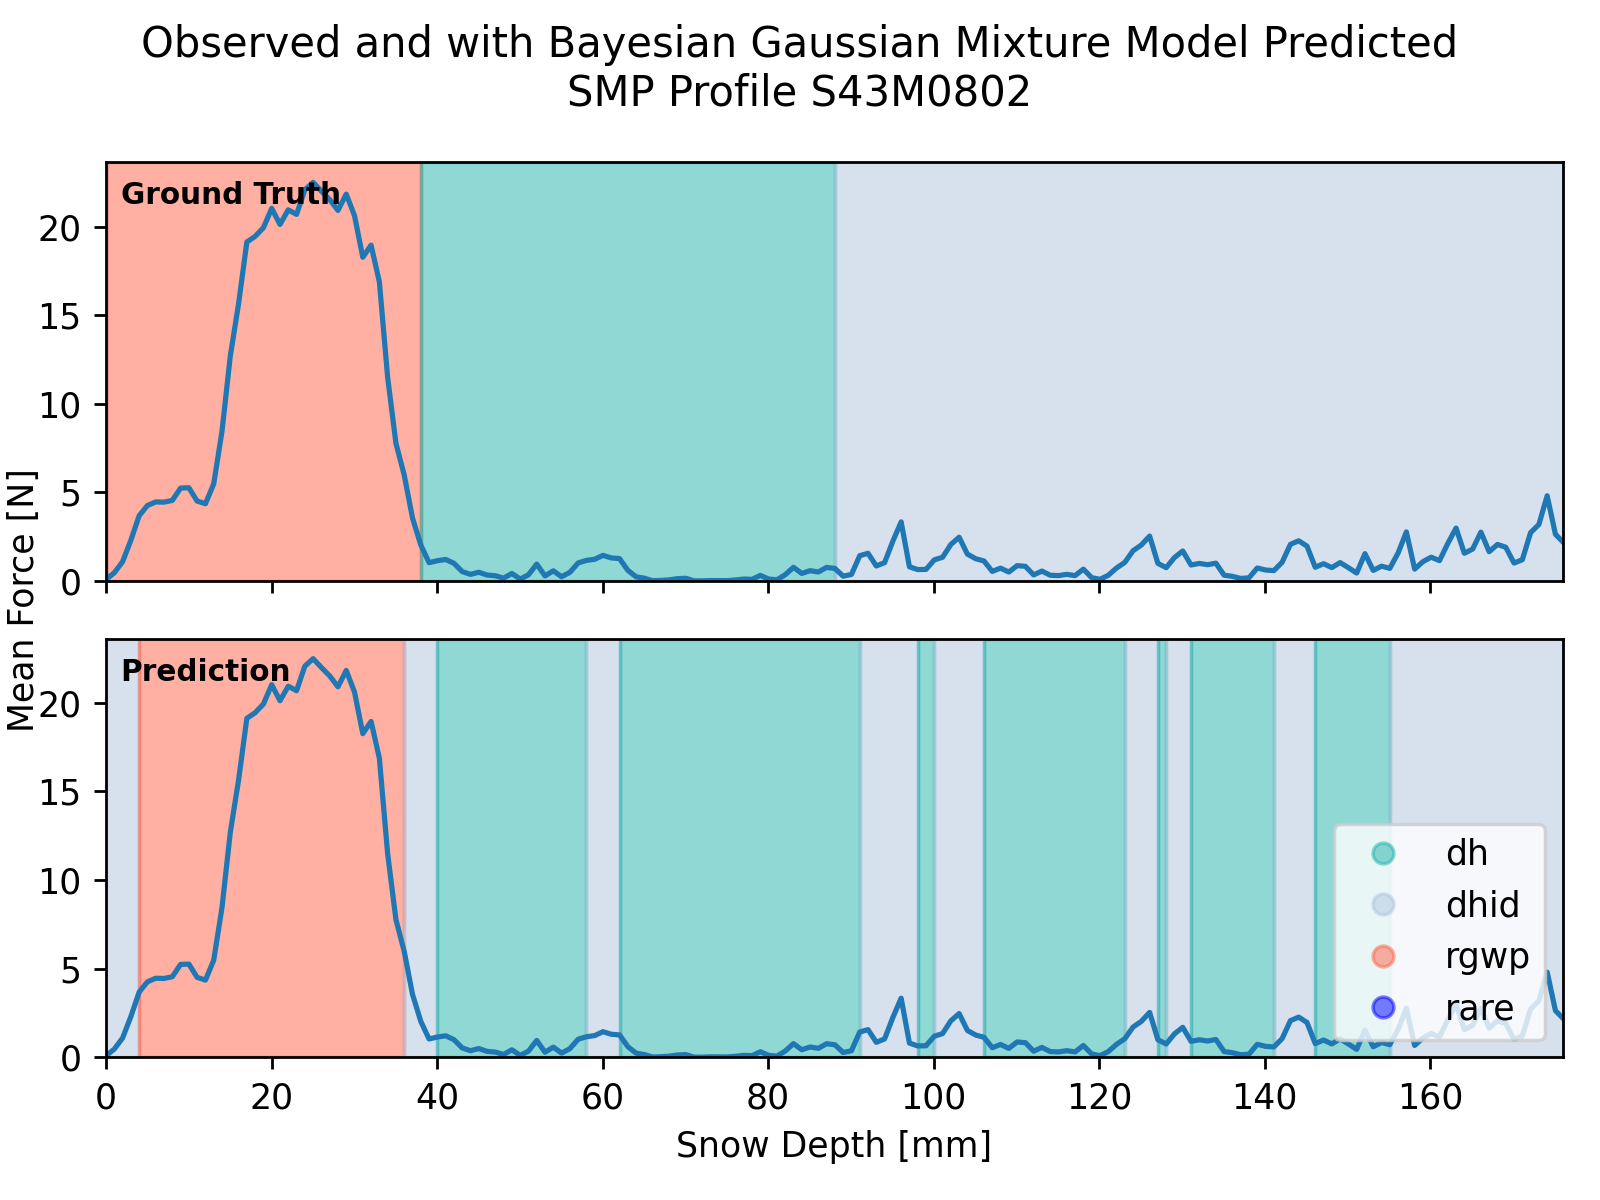 Observed and with Bayesian Gaussian Mixture Model Predicted
SMP Profile S43M0802
Ground Truth
20
15
10
5
0
Mean Force [N]
Prediction
20
15
10
5
0
dh
dhid
rgwp
rare
0 20 40 60 80 100 120 140 160
Snow Depth [mm]